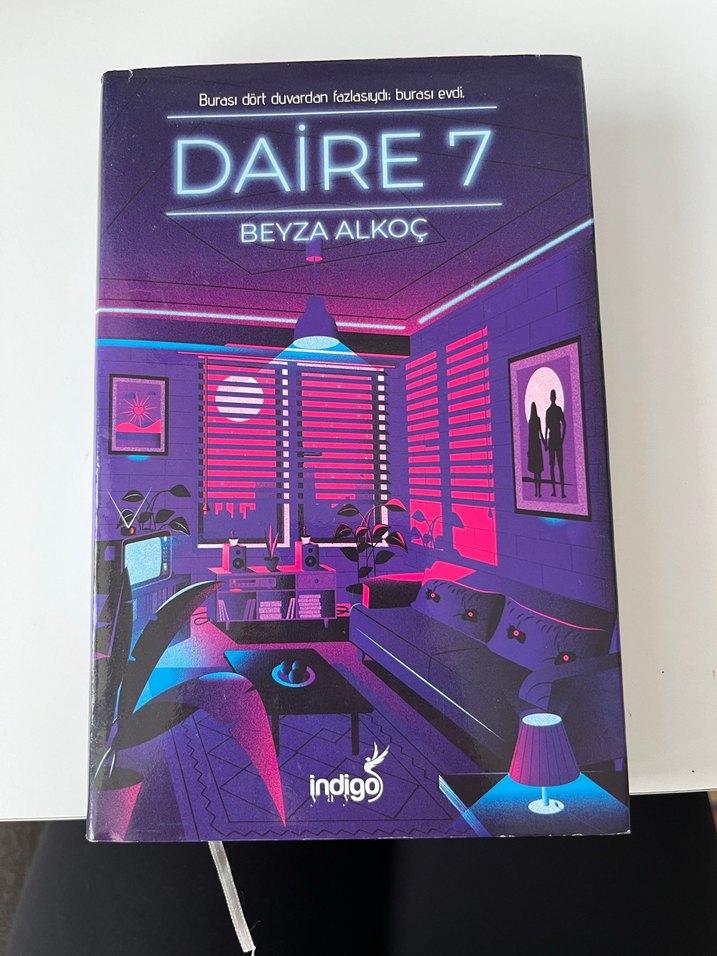 Burası dört duvardan fazlasıydı; burası evdi.
DAİRE 7
BEYZA ALKOÇ
indigo